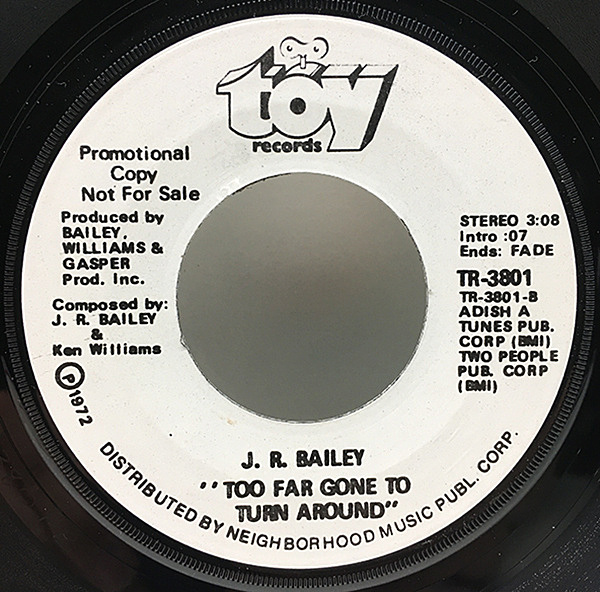 toy
records
Promotional
Copy
Not For Sale
Produced by
BAILEY,
WILLIAMS &
GASPER
Prod. Inc.
Composed by:
J. R. BAILEY
&
Ken Williams
Ⓟ1972
STEREO 3:08
Intro :07
Ends: FADE
TR-3801
TR-3801-B
ADISH A
TUNES PUB.
CORP (BMI)
TWO PEOPLE
PUB. CORP
(BMI)
J. R. BAILEY
''TOO FAR GONE TO
TURN AROUND"
DISTRIBUTED BY NEIGHBORHOOD MUSIC PUBL. CORP.